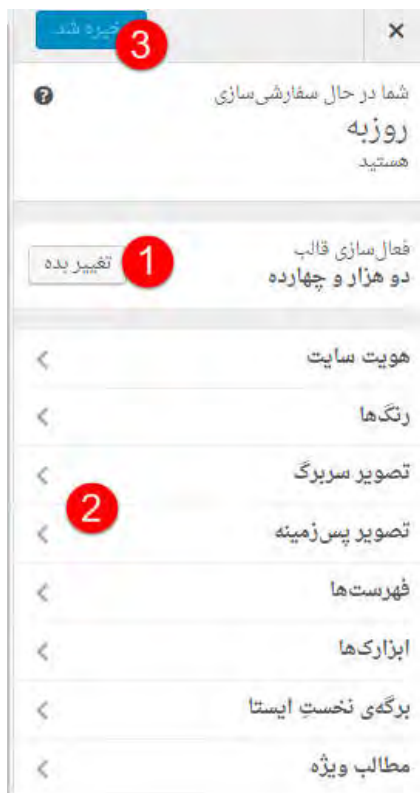 ذخیره شد
3
شما در حال سفارشی‌سازی
روزبه
هستید
فعال‌سازی قالب
دو هزار و چهارده
تغییر بده
1
هویت سایت
رنگ‌ها
تصویر سربرگ
2
تصویر پس‌زمینه
فهرست‌ها
ابزارک‌ها
برگه‌ی نخستِ ایستا
مطالب ویژه